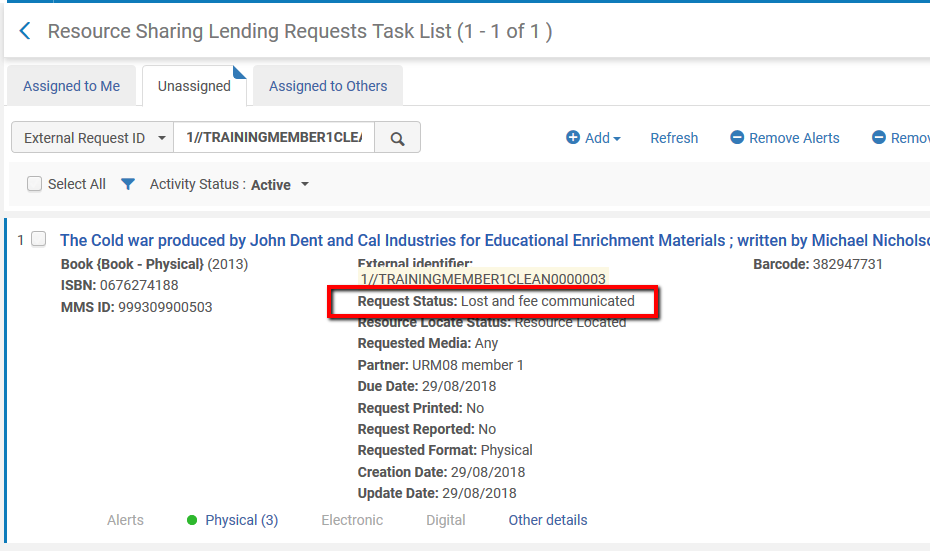 Resource Sharing Lending Requests Task List (1 - 1 of 1 )
Assigned to Me Unassigned Assigned to Others
External Request ID 1//TRAININGMEMBER1CLEA Add Refresh Remove Alerts Remov
Select All Activity Status : Active
1 The Cold war produced by John Dent and Cal Industries for Educational Enrichment Materials ; written by Michael Nicholso
Book {Book - Physical} (2013) External identifier: Barcode: 382947731
1//TRAININGMEMBER1CLEAN0000003
ISBN: 0676274188
Request Status: Lost and fee communicated
MMS ID: 999309900503
Resource Locate Status: Resource Located
Requested Media: Any
Partner: URM08 member 1
Due Date: 29/08/2018
Request Printed: No
Request Reported: No
Requested Format: Physical
Creation Date: 29/08/2018
Update Date: 29/08/2018
Alerts Physical (3) Electronic Digital Other details